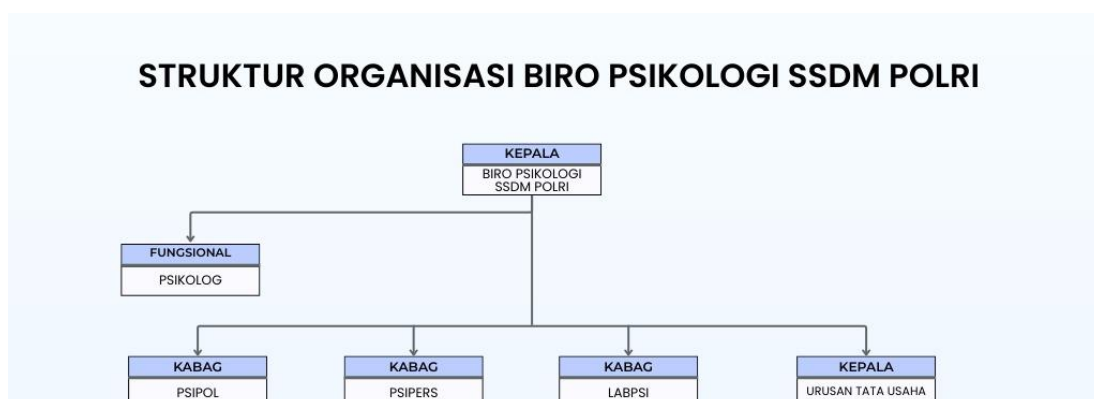 STRUKTUR ORGANISASI BIRO PSIKOLOGI SSDM POLRI
KEPALA
BIRO PSIKOLOGI
SSDM POLRI
FUNGSIONAL
PSIKOLOG
KABAG
PSIPOL
KABAG
PSIPERS
KABAG
LABPSI
KEPALA
URUSAN TATA USAHA